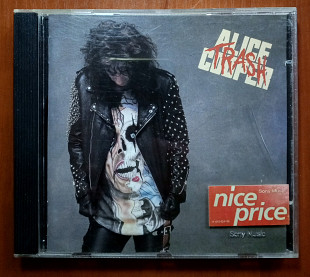 ALICE
COOPER
TRASH
nice
price
Sony Music